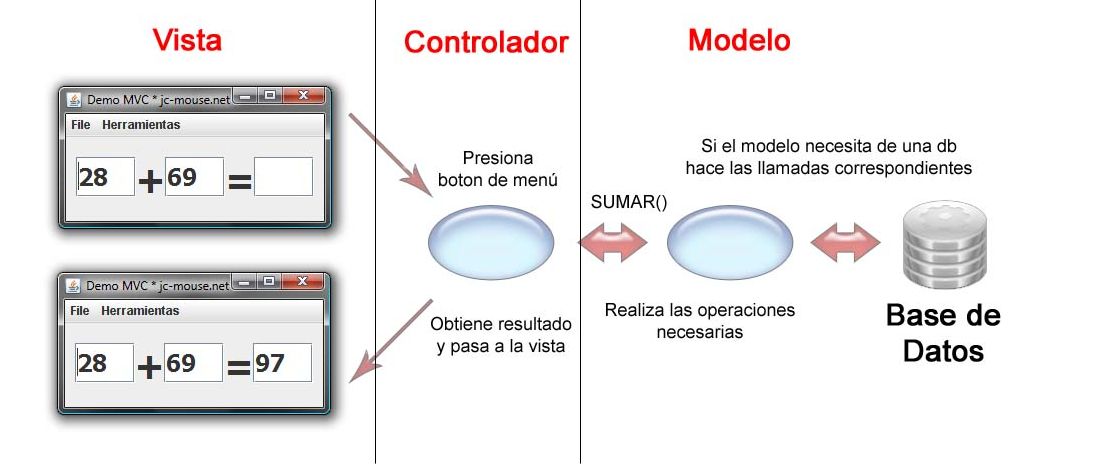 Vista
Controlador
Modelo
Demo MVC * jc-mouse.net
File Herramientas
28 + 69 =
Demo MVC * jc-mouse.net
File Herramientas
28 + 69 = 97
Presiona
boton de menú
Obtiene resultado
y pasa a la vista
SUMAR()
Si el modelo necesita de una db
hace las llamadas correspondientes
Realiza las operaciones
necesarias
Base de
Datos